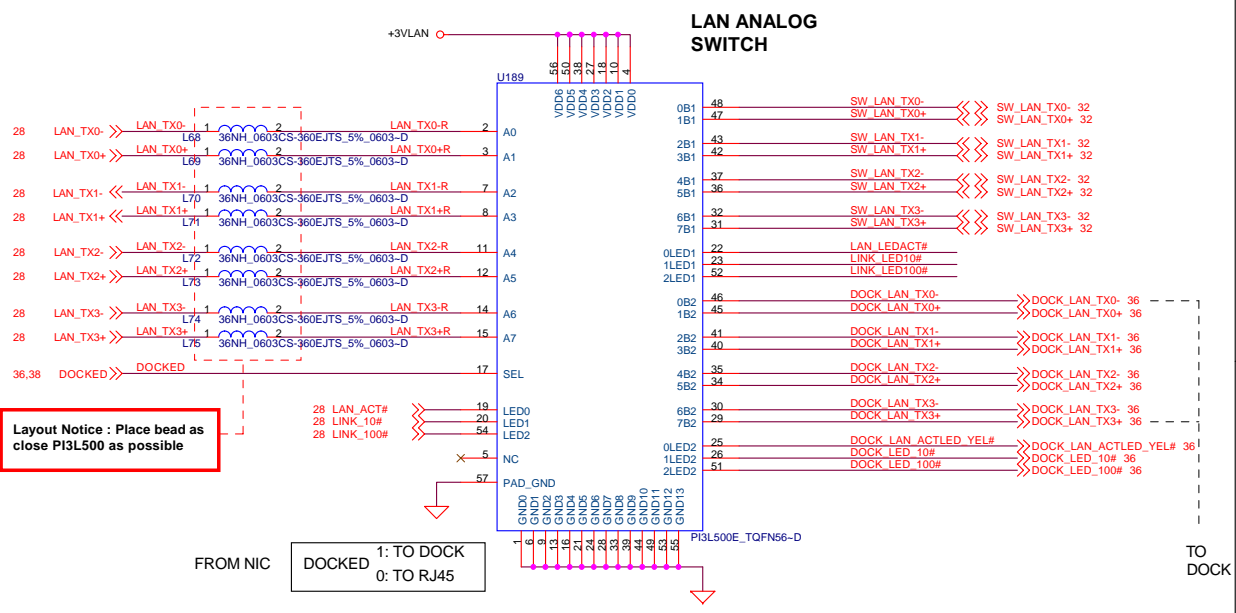 LAN ANALOG
SWITCH
+3VLAN
U189
56 50 38 27 18 10 4
VDD6 VDD5 VDD4 VDD3 VDD2 VDD1 VDD0
28 LAN_TX0- LAN_TX0- 1 2 LAN_TX0-R 2 A0
L68 36NH_0603CS-360EJTS_5%_0603~D
28 LAN_TX0+ LAN_TX0+ 1 2 LAN_TX0+R 3 A1
L69 36NH_0603CS-360EJTS_5%_0603~D
28 LAN_TX1- LAN_TX1- 1 2 LAN_TX1-R 7 A2
L70 36NH_0603CS-360EJTS_5%_0603~D
28 LAN_TX1+ LAN_TX1+ 1 2 LAN_TX1+R 8 A3
L71 36NH_0603CS-360EJTS_5%_0603~D
28 LAN_TX2- LAN_TX2- 1 2 LAN_TX2-R 11 A4
L72 36NH_0603CS-360EJTS_5%_0603~D
28 LAN_TX2+ LAN_TX2+ 1 2 LAN_TX2+R 12 A5
L73 36NH_0603CS-360EJTS_5%_0603~D
28 LAN_TX3- LAN_TX3- 1 2 LAN_TX3-R 14 A6
L74 36NH_0603CS-360EJTS_5%_0603~D
28 LAN_TX3+ LAN_TX3+ 1 2 LAN_TX3+R 15 A7
L75 36NH_0603CS-360EJTS_5%_0603~D
36,38 DOCKED DOCKED 17 SEL
28 LAN_ACT# 19 LED0
28 LINK_10# 20 LED1
28 LINK_100# 54 LED2
5 NC
57 PAD_GND
Layout Notice : Place bead as
close PI3L500 as possible
0B1 48 SW_LAN_TX0- SW_LAN_TX0- 32
1B1 47 SW_LAN_TX0+ SW_LAN_TX0+ 32
2B1 43 SW_LAN_TX1- SW_LAN_TX1- 32
3B1 42 SW_LAN_TX1+ SW_LAN_TX1+ 32
4B1 37 SW_LAN_TX2- SW_LAN_TX2- 32
5B1 36 SW_LAN_TX2+ SW_LAN_TX2+ 32
6B1 32 SW_LAN_TX3- SW_LAN_TX3- 32
7B1 31 SW_LAN_TX3+ SW_LAN_TX3+ 32
0LED1 22 LAN_LEDACT#
1LED1 23 LINK_LED10#
2LED1 52 LINK_LED100#
0B2 46 DOCK_LAN_TX0- DOCK_LAN_TX0- 36
1B2 45 DOCK_LAN_TX0+ DOCK_LAN_TX0+ 36
2B2 41 DOCK_LAN_TX1- DOCK_LAN_TX1- 36
3B2 40 DOCK_LAN_TX1+ DOCK_LAN_TX1+ 36
4B2 35 DOCK_LAN_TX2- DOCK_LAN_TX2- 36
5B2 34 DOCK_LAN_TX2+ DOCK_LAN_TX2+ 36
6B2 30 DOCK_LAN_TX3- DOCK_LAN_TX3- 36
7B2 29 DOCK_LAN_TX3+ DOCK_LAN_TX3+ 36
0LED2 25 DOCK_LAN_ACTLED_YEL# DOCK_LAN_ACTLED_YEL# 36
1LED2 26 DOCK_LED_10# DOCK_LED_10# 36
2LED2 51 DOCK_LED_100# DOCK_LED_100# 36
GND0 GND1 GND2 GND3 GND4 GND5 GND6 GND7 GND8 GND9 GND10 GND11 GND12 GND13
1 6 9 13 16 21 24 28 33 39 44 49 53 55
PI3L500E_TQFN56~D
FROM NIC
DOCKED
1: TO DOCK
0: TO RJ45
TO
DOCK